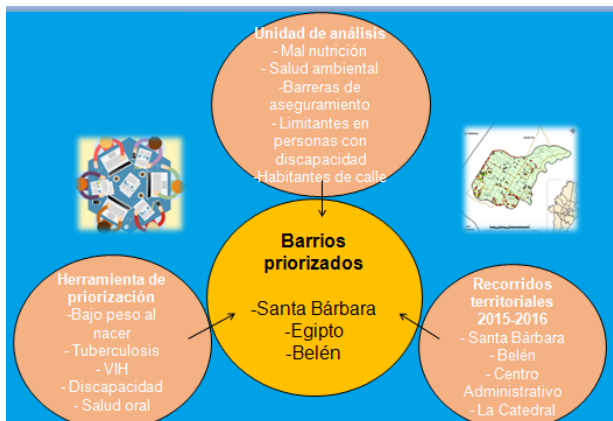 Unidad de análisis
- Mal nutrición
- Salud ambiental
-Barreras de
aseguramiento
- Limitantes en
personas con
discapacidad
-Habitantes de calle
Barrios
priorizados
-Santa Bárbara
-Egipto
-Belén
Herramienta de
priorización
-Bajo peso al
nacer
- Tuberculosis
- VIH
- Discapacidad
- Salud oral
Recorridos
territoriales
2015-2016
- Santa Bárbara
- Belén
- Centro
Administrativo
- La Catedral